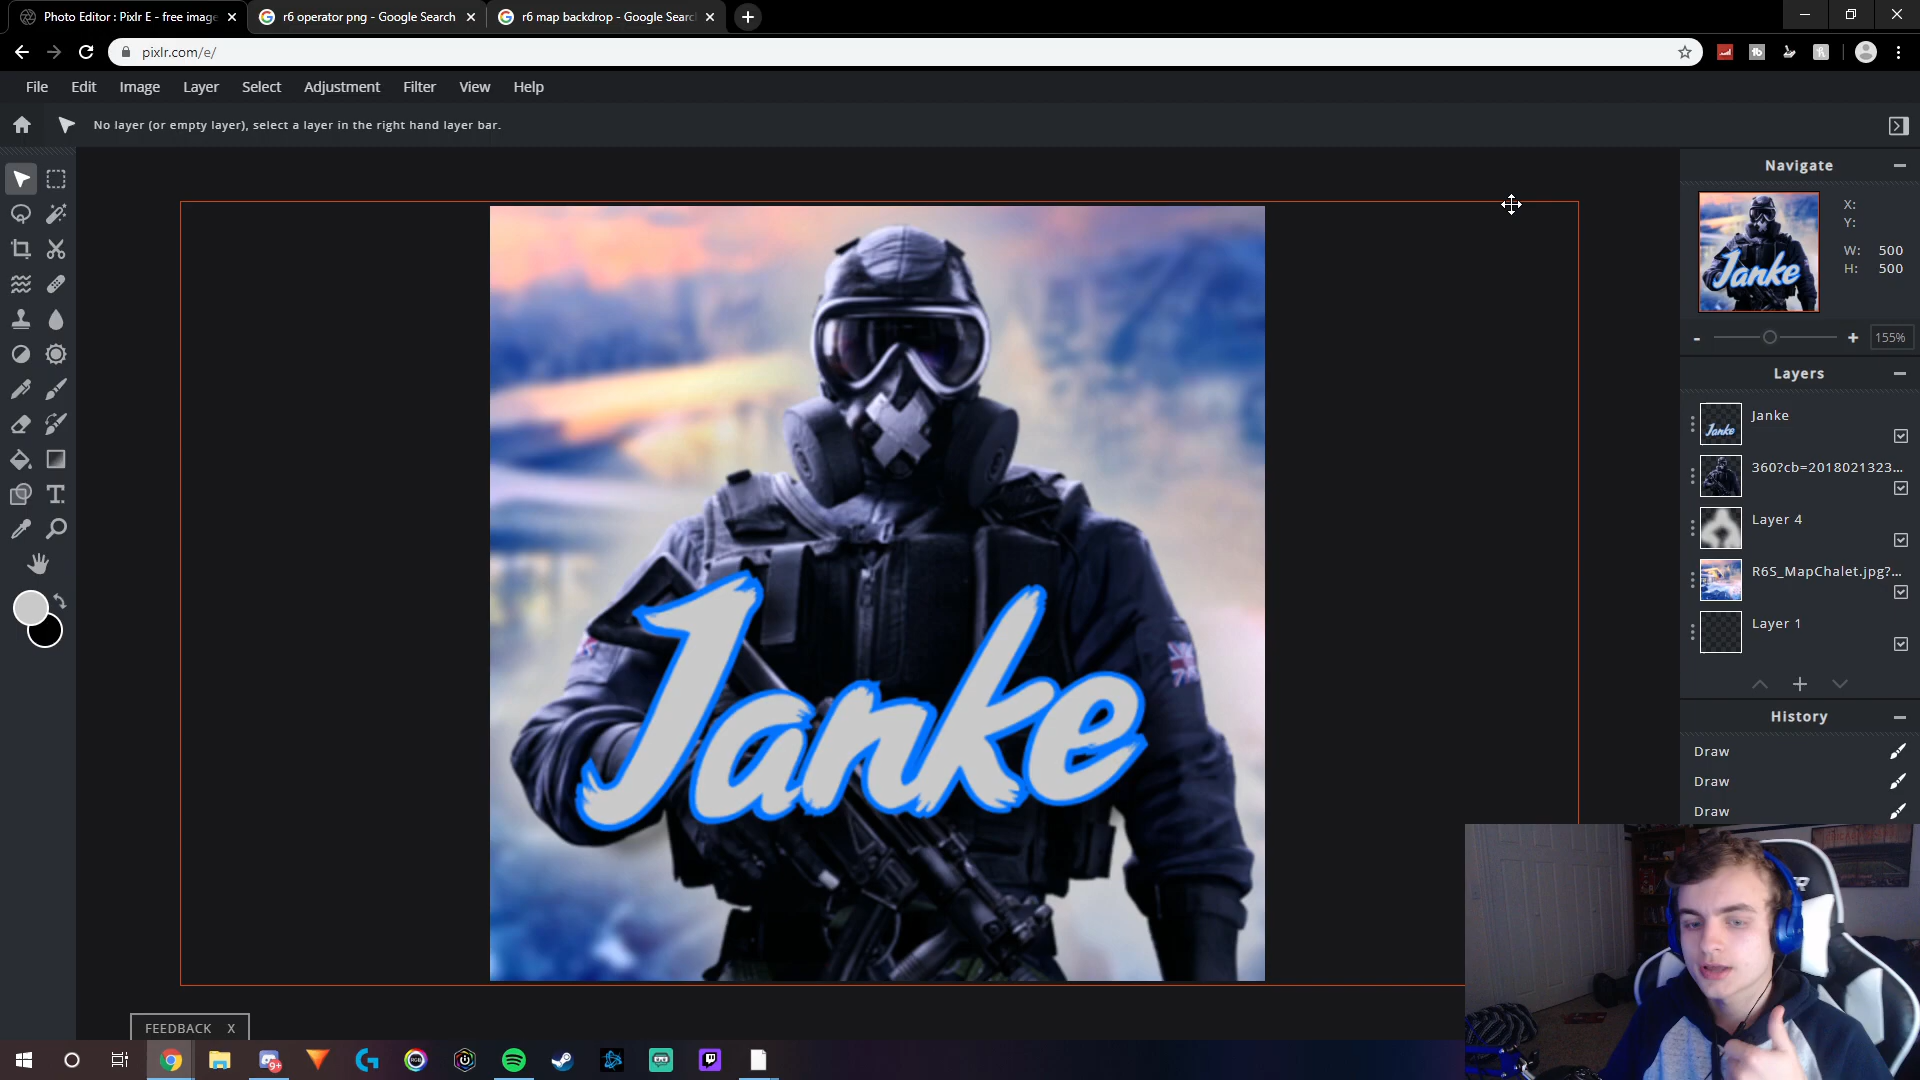 Photo Editor : Pixlr E - free image
r6 operator png - Google Search
r6 map backdrop - Google Searc
pixlr.com/e/
File Edit Image Layer Select Adjustment Filter View Help
No layer (or empty layer), select a layer in the right hand layer bar.
Navigate
X:
Y:
W: 500
H: 500
Janke
- + 155%
Layers
Janke
360?cb=2018021323...
Layer 4
R6S_MapChalet.jpg?...
Layer 1
History
Draw
Draw
Draw
Janke
FEEDBACK X
9+